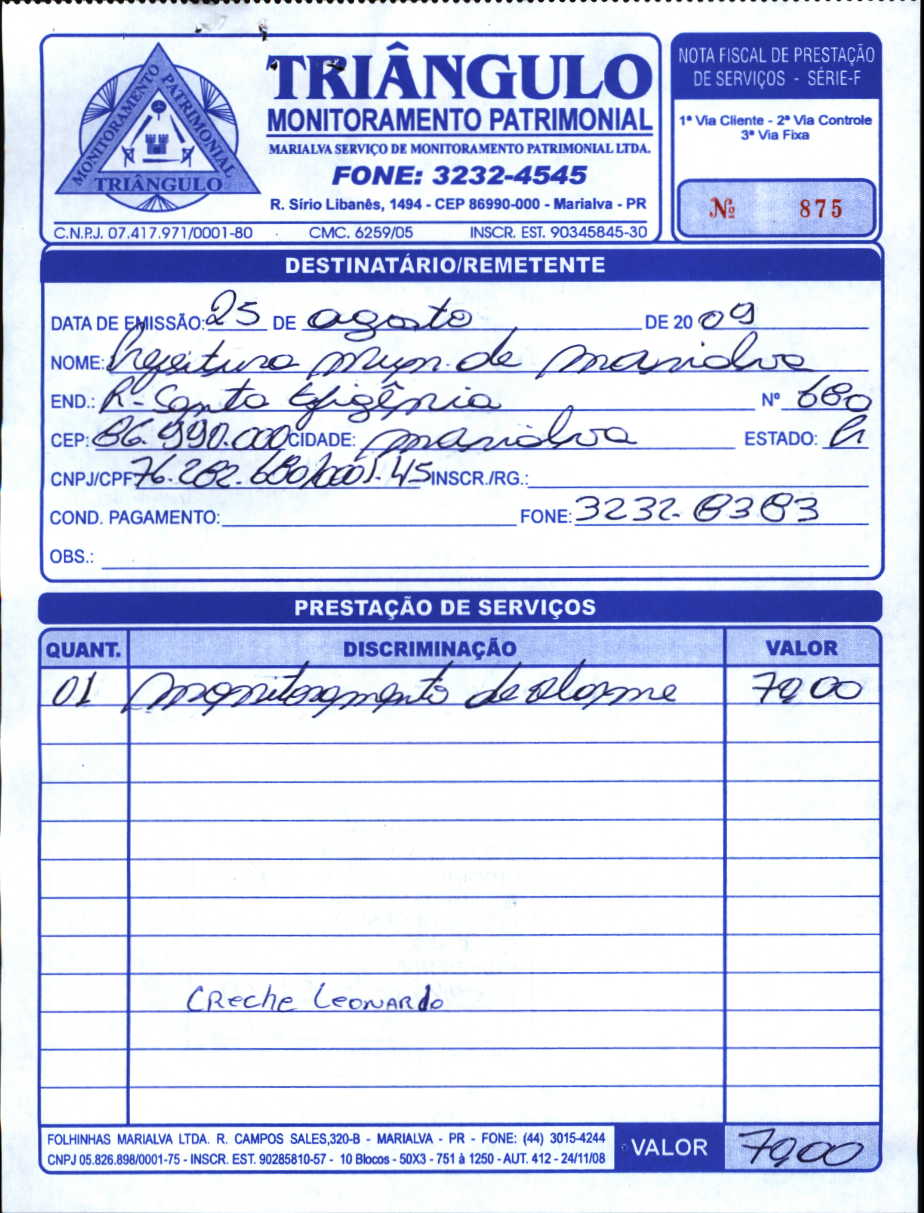 TRIÂNGULO
MONITORAMENTO PATRIMONIAL
MARIALVA SERVIÇO DE MONITORAMENTO PATRIMONIAL LTDA.
FONE: 3232-4545
R. Sírio Libanês, 1494 - CEP 86990-000 - Marialva - PR
MONITORAMENTO PATRIMONIAL
TRIÂNGULO
C.N.P.J. 07.417.971/0001-80 CMC. 6259/05 INSCR. EST. 90345845-30
NOTA FISCAL DE PRESTAÇÃO
DE SERVIÇOS - SÉRIE-F
1ª Via Cliente - 2ª Via Controle
3ª Via Fixa
Nº 875
DESTINATÁRIO/REMETENTE
DATA DE EMISSÃO: 25 DE agosto DE 2009
NOME: Prefeitura Mun. de Marialva
END.: R- Santa Efigênia Nº 680
CEP: 86.990.000 CIDADE: Marialva ESTADO: Pr
CNPJ/CPF: 76.282.680/0001-45 INSCR./RG.:
COND. PAGAMENTO: FONE: 3232-8383
OBS.:
PRESTAÇÃO DE SERVIÇOS
QUANT. DISCRIMINAÇÃO VALOR
01 Monitoramento de alarme 70,00
Creche Leonardo
FOLHINHAS MARIALVA LTDA. R. CAMPOS SALES,320-B - MARIALVA - PR - FONE: (44) 3015-4244
CNPJ 05.826.898/0001-75 - INSCR. EST. 90285810-57 - 10 Blocos - 50X3 - 751 à 1250 - AUT. 412 - 24/11/08
VALOR 70,00